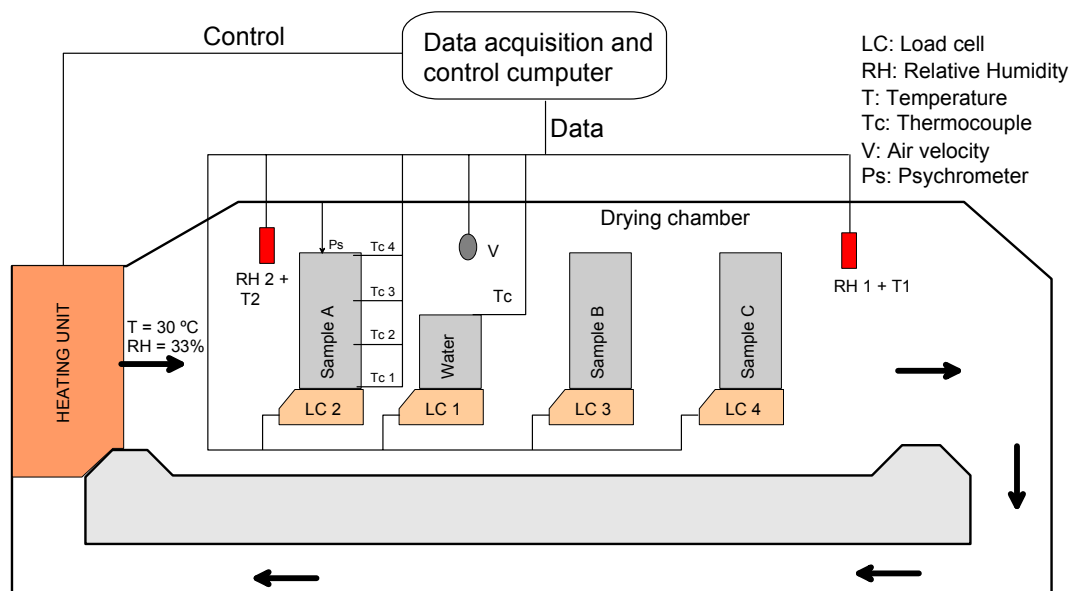 Control
Data acquisition and
control cumputer
Data
LC: Load cell
RH: Relative Humidity
T: Temperature
Tc: Thermocouple
V: Air velocity
Ps: Psychrometer
Drying chamber
HEATING UNIT
T = 30 ºC
RH = 33%
RH 2 +
T2
Ps
Sample A
Tc 4
Tc 3
Tc 2
Tc 1
LC 2
V
Tc
Water
LC 1
Sample B
LC 3
Sample C
LC 4
RH 1 + T1